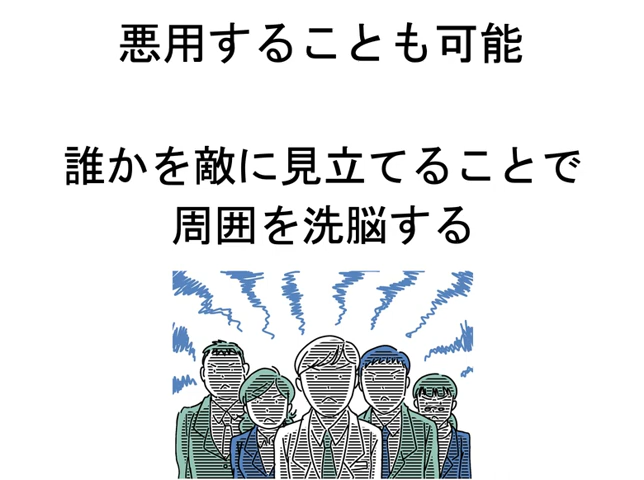 悪用することも可能
誰かを敵に見立てることで
周囲を洗脳する